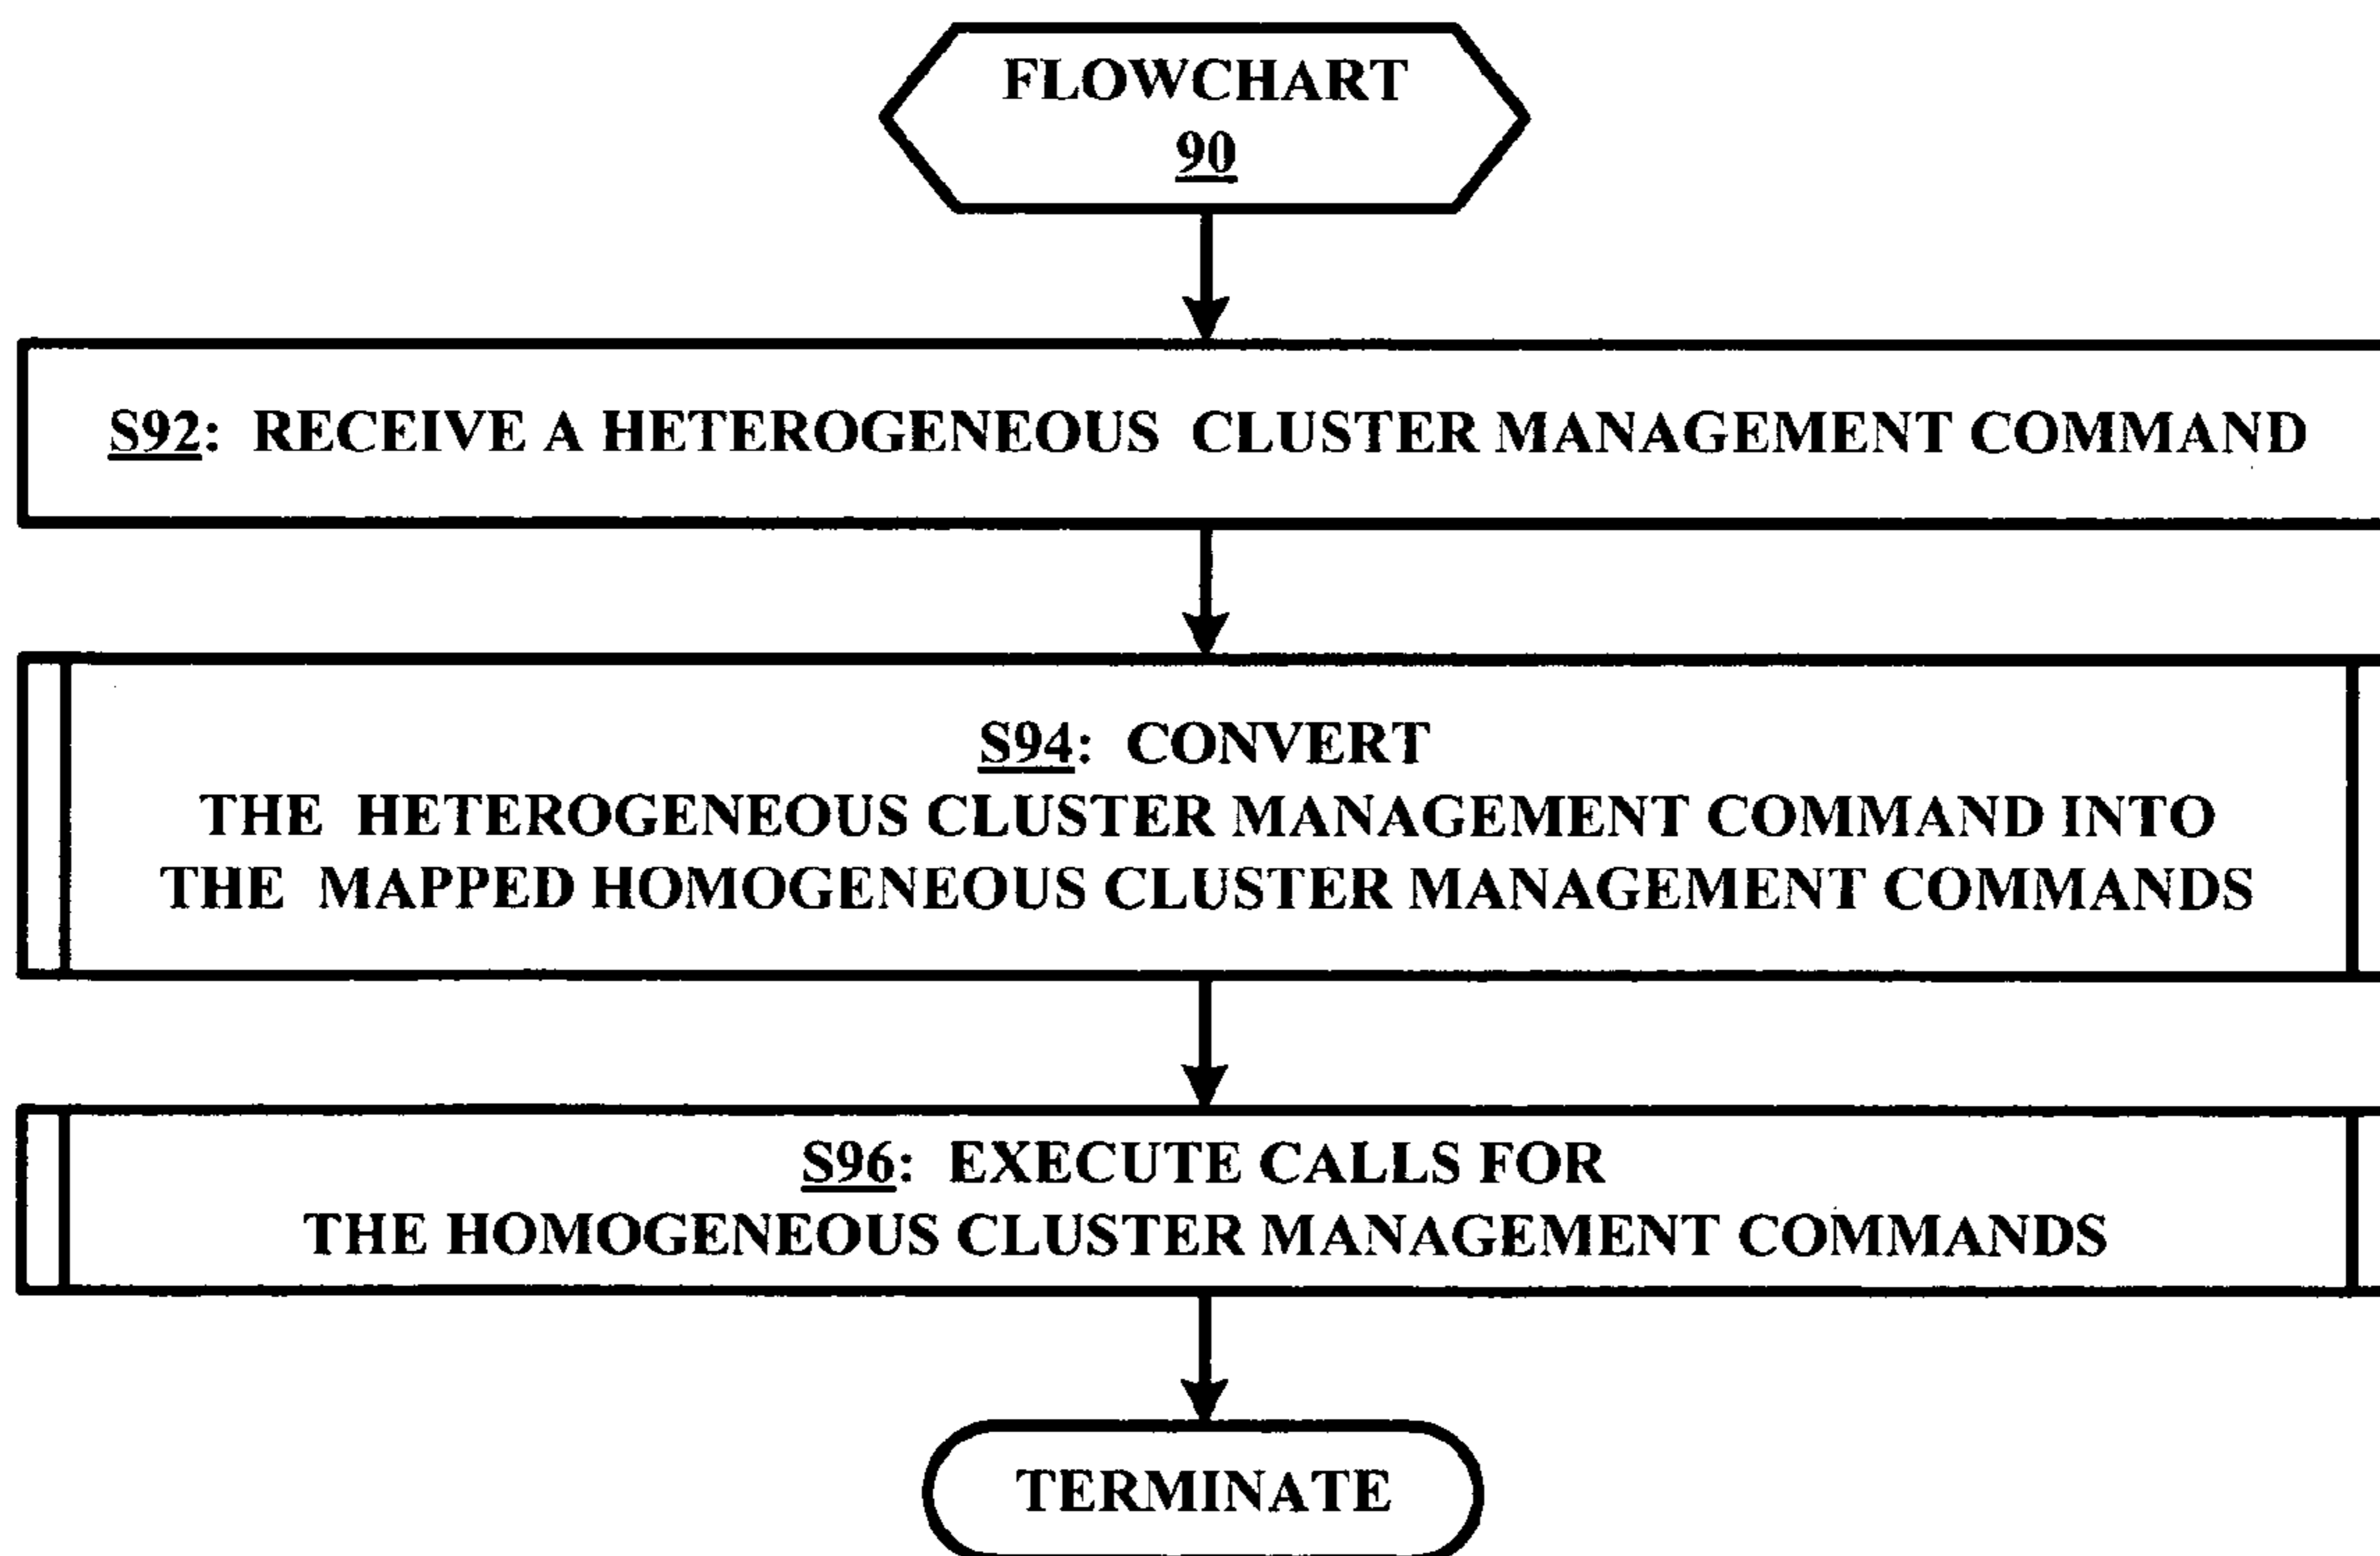 FLOWCHART
90
S92: RECEIVE A HETEROGENEOUS CLUSTER MANAGEMENT COMMAND
S94: CONVERT
THE HETEROGENEOUS CLUSTER MANAGEMENT COMMAND INTO
THE MAPPED HOMOGENEOUS CLUSTER MANAGEMENT COMMANDS
S96: EXECUTE CALLS FOR
THE HOMOGENEOUS CLUSTER MANAGEMENT COMMANDS
TERMINATE